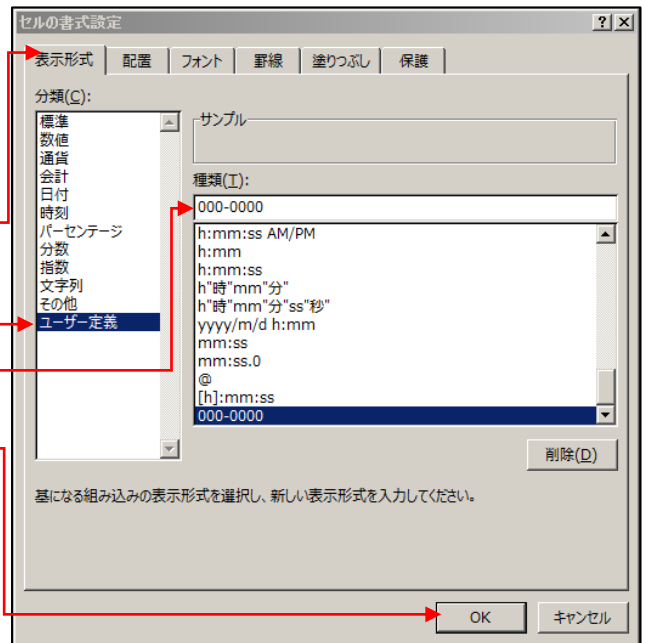 セルの書式設定
表示形式 配置 フォント 罫線 塗りつぶし 保護
分類(C):
標準
数値
通貨
会計
日付
時刻
パーセンテージ
分数
指数
文字列
その他
ユーザー定義
サンプル
種類(T):
000-0000
h:mm:ss AM/PM
h:mm
h:mm:ss
h"時"mm"分"
h"時"mm"分"ss"秒"
yyyy/m/d h:mm
mm:ss
mm:ss.0
@
[h]:mm:ss
000-0000
削除(D)
基になる組み込みの表示形式を選択し、新しい表示形式を入力してください。
OK キャンセル